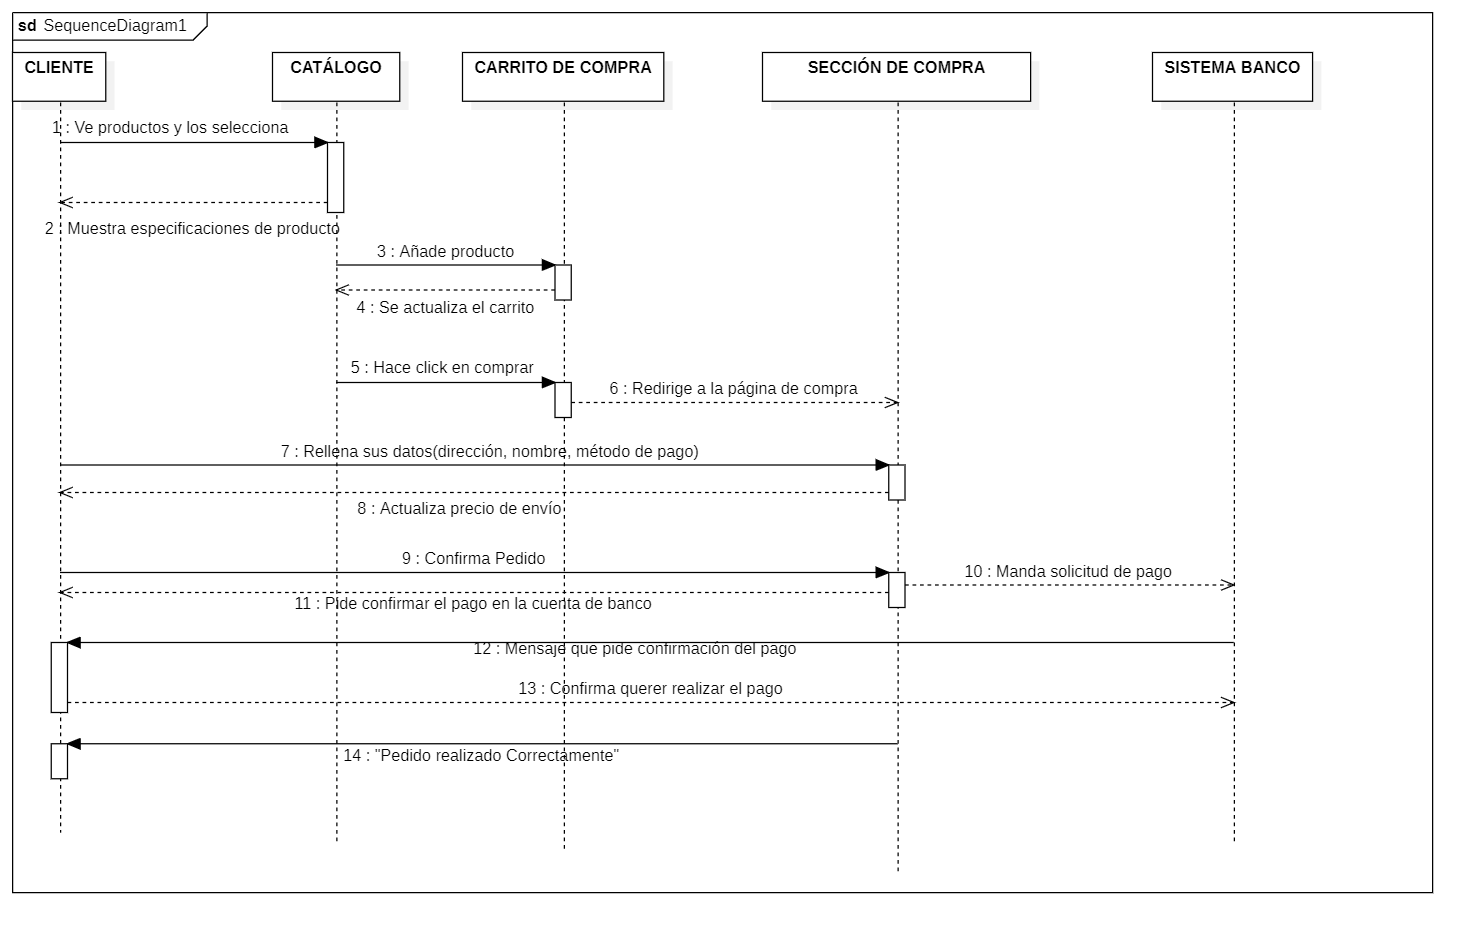 sd SequenceDiagram1
CLIENTE
CATÁLOGO
CARRITO DE COMPRA
SECCIÓN DE COMPRA
SISTEMA BANCO
1 : Ve productos y los selecciona
2 : Muestra especificaciones de producto
3 : Añade producto
4 : Se actualiza el carrito
5 : Hace click en comprar
6 : Redirige a la página de compra
7 : Rellena sus datos(dirección, nombre, método de pago)
8 : Actualiza precio de envío
9 : Confirma Pedido
10 : Manda solicitud de pago
11 : Pide confirmar el pago en la cuenta de banco
12 : Mensaje que pide confirmación del pago
13 : Confirma querer realizar el pago
14 : "Pedido realizado Correctamente"